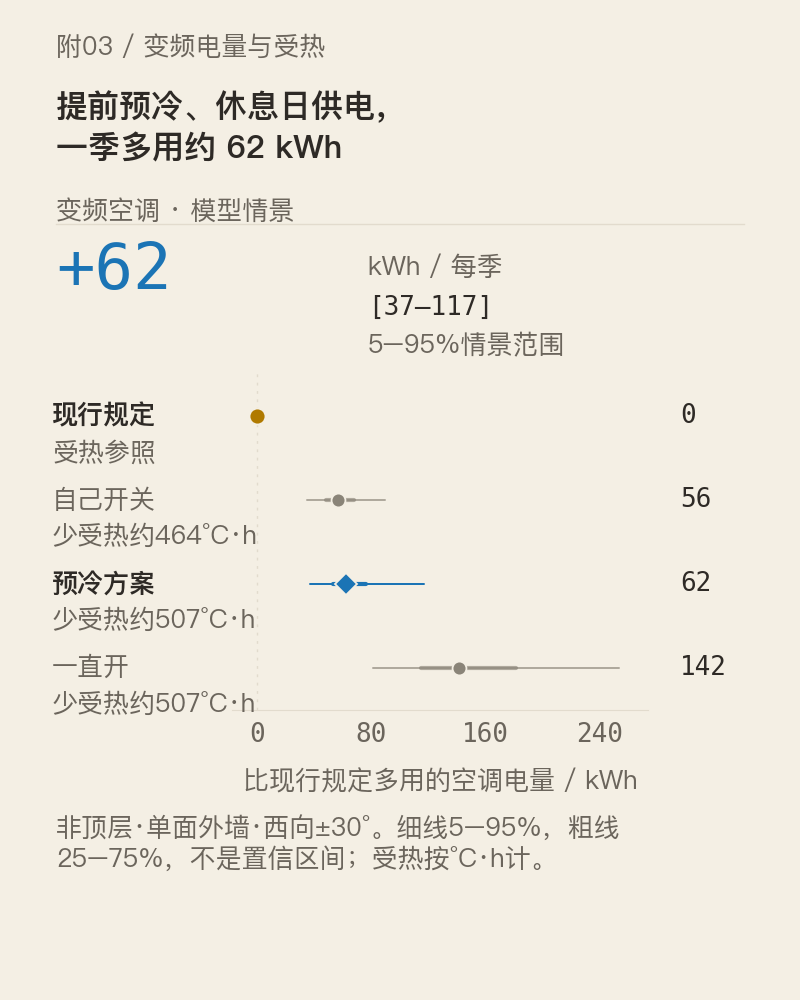 附03 / 变频电量与受热
提前预冷、休息日供电，
一季多用约 62 kWh
变频空调 · 模型情景
+62
kWh / 每季
[37–117]
5–95%情景范围
现行规定
0
受热参照
自己开关
56
少受热约464°C·h
预冷方案
62
少受热约507°C·h
一直开
142
少受热约507°C·h
0 80 160 240
比现行规定多用的空调电量 / kWh
非顶层·单面外墙·西向±30°。细线5–95%，粗线
25–75%，不是置信区间；受热按°C·h计。